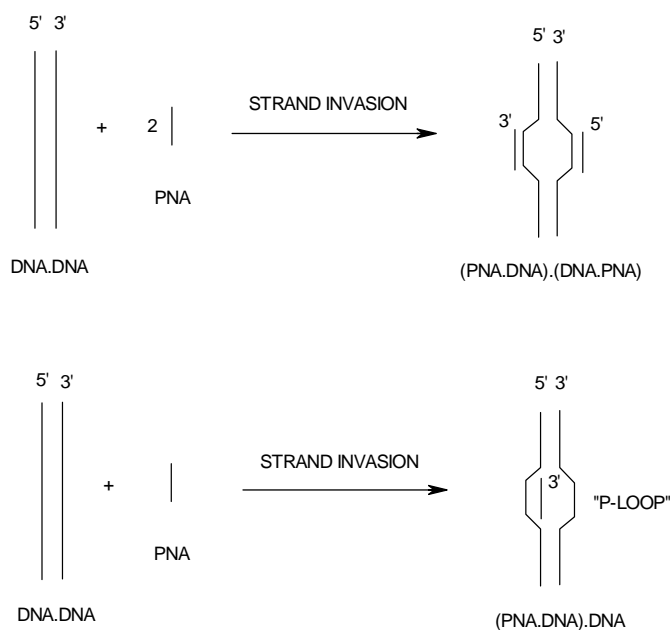 5' 3'
5' 3'
STRAND INVASION
3' 5'
+ 2
PNA
DNA.DNA
(PNA.DNA).(DNA.PNA)
5' 3'
5' 3'
STRAND INVASION
3'
+
"P-LOOP"
PNA
DNA.DNA
(PNA.DNA).DNA